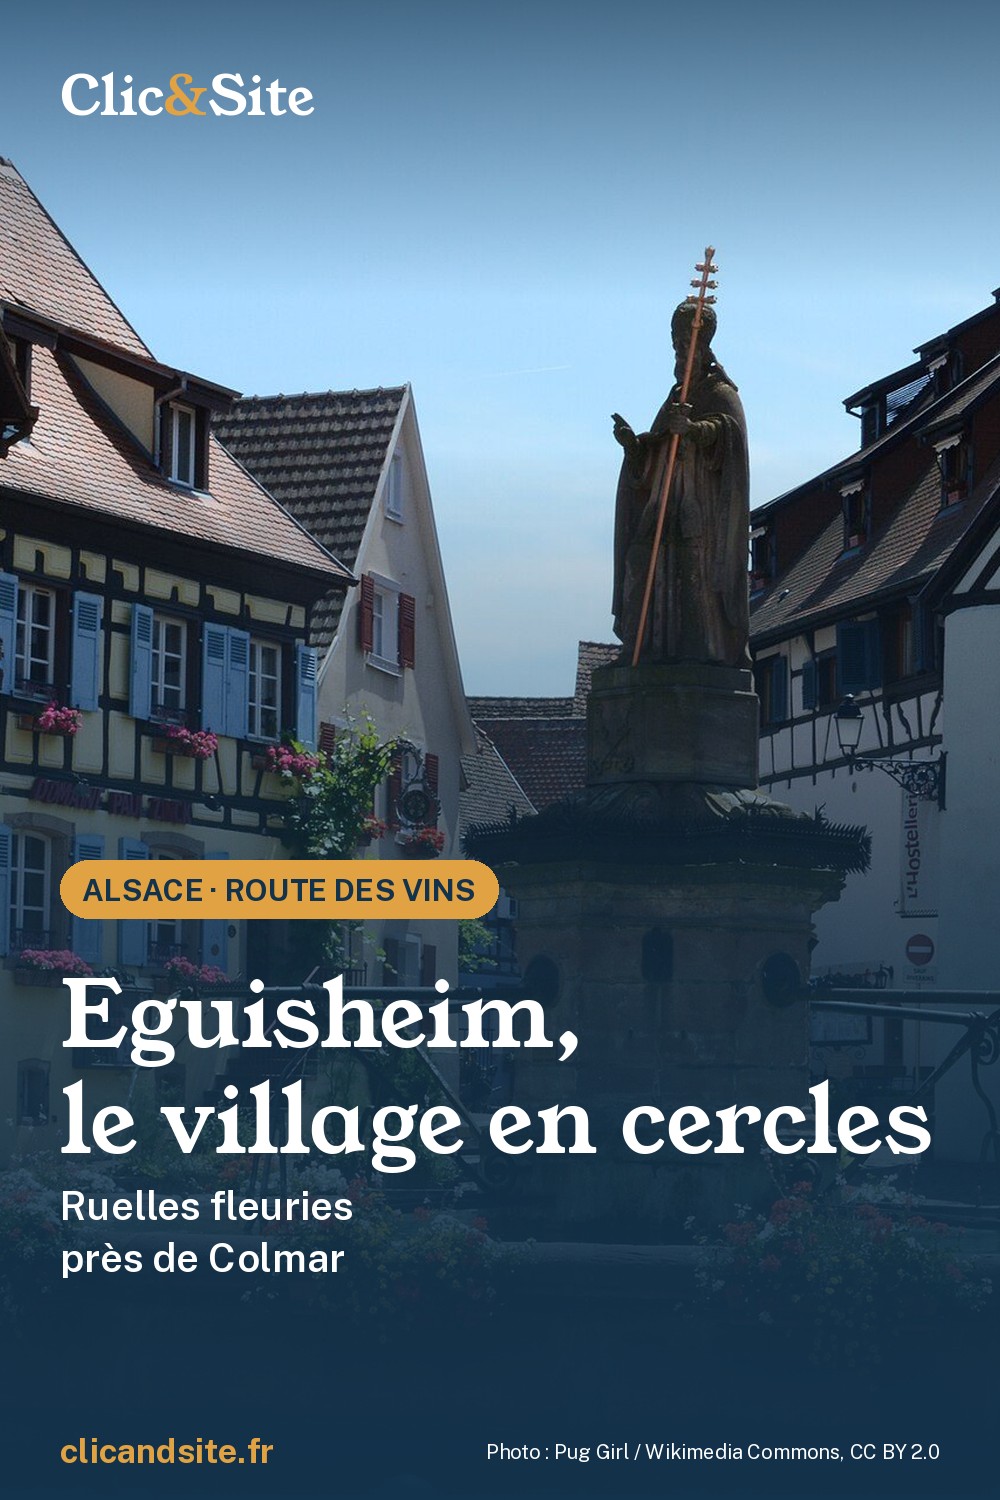 Clic&Site
L'Hostellerie
ALSACE · ROUTE DES VINS
Eguisheim,
le village en cercles
Ruelles fleuries
près de Colmar
clicandsite.fr
Photo : Pug Girl / Wikimedia Commons, CC BY 2.0